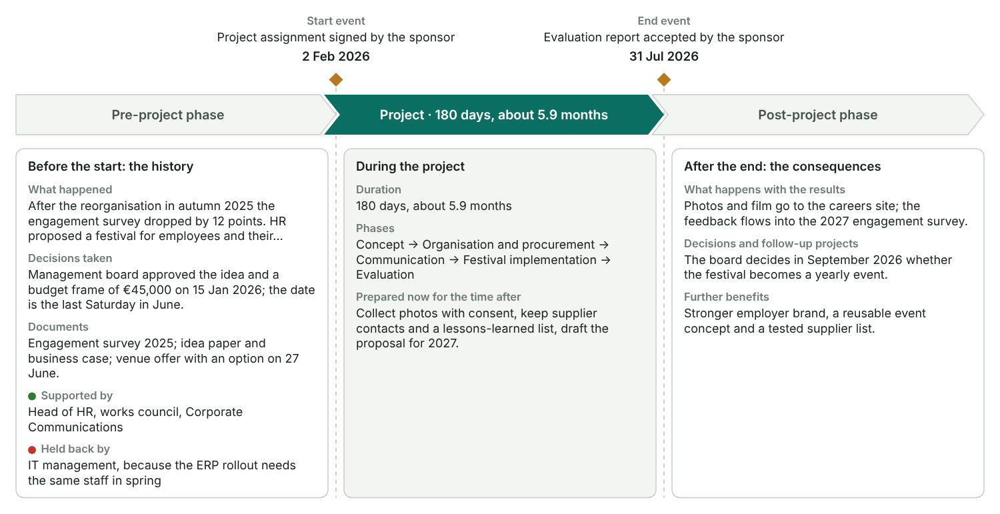 Start event
Project assignment signed by the sponsor
2 Feb 2026
End event
Evaluation report accepted by the sponsor
31 Jul 2026
Pre-project phase
Project · 180 days, about 5.9 months
Post-project phase
Before the start: the history
What happened
After the reorganisation in autumn 2025 the
engagement survey dropped by 12 points. HR
proposed a festival for employees and their…
Decisions taken
Management board approved the idea and a
budget frame of €45,000 on 15 Jan 2026; the date
is the last Saturday in June.
Documents
Engagement survey 2025; idea paper and
business case; venue offer with an option on 27
June.
Supported by
Head of HR, works council, Corporate
Communications
Held back by
IT management, because the ERP rollout needs
the same staff in spring
During the project
Duration
180 days, about 5.9 months
Phases
Concept → Organisation and procurement →
Communication → Festival implementation →
Evaluation
Prepared now for the time after
Collect photos with consent, keep supplier
contacts and a lessons-learned list, draft the
proposal for 2027.
After the end: the consequences
What happens with the results
Photos and film go to the careers site; the
feedback flows into the 2027 engagement survey.
Decisions and follow-up projects
The board decides in September 2026 whether
the festival becomes a yearly event.
Further benefits
Stronger employer brand, a reusable event
concept and a tested supplier list.